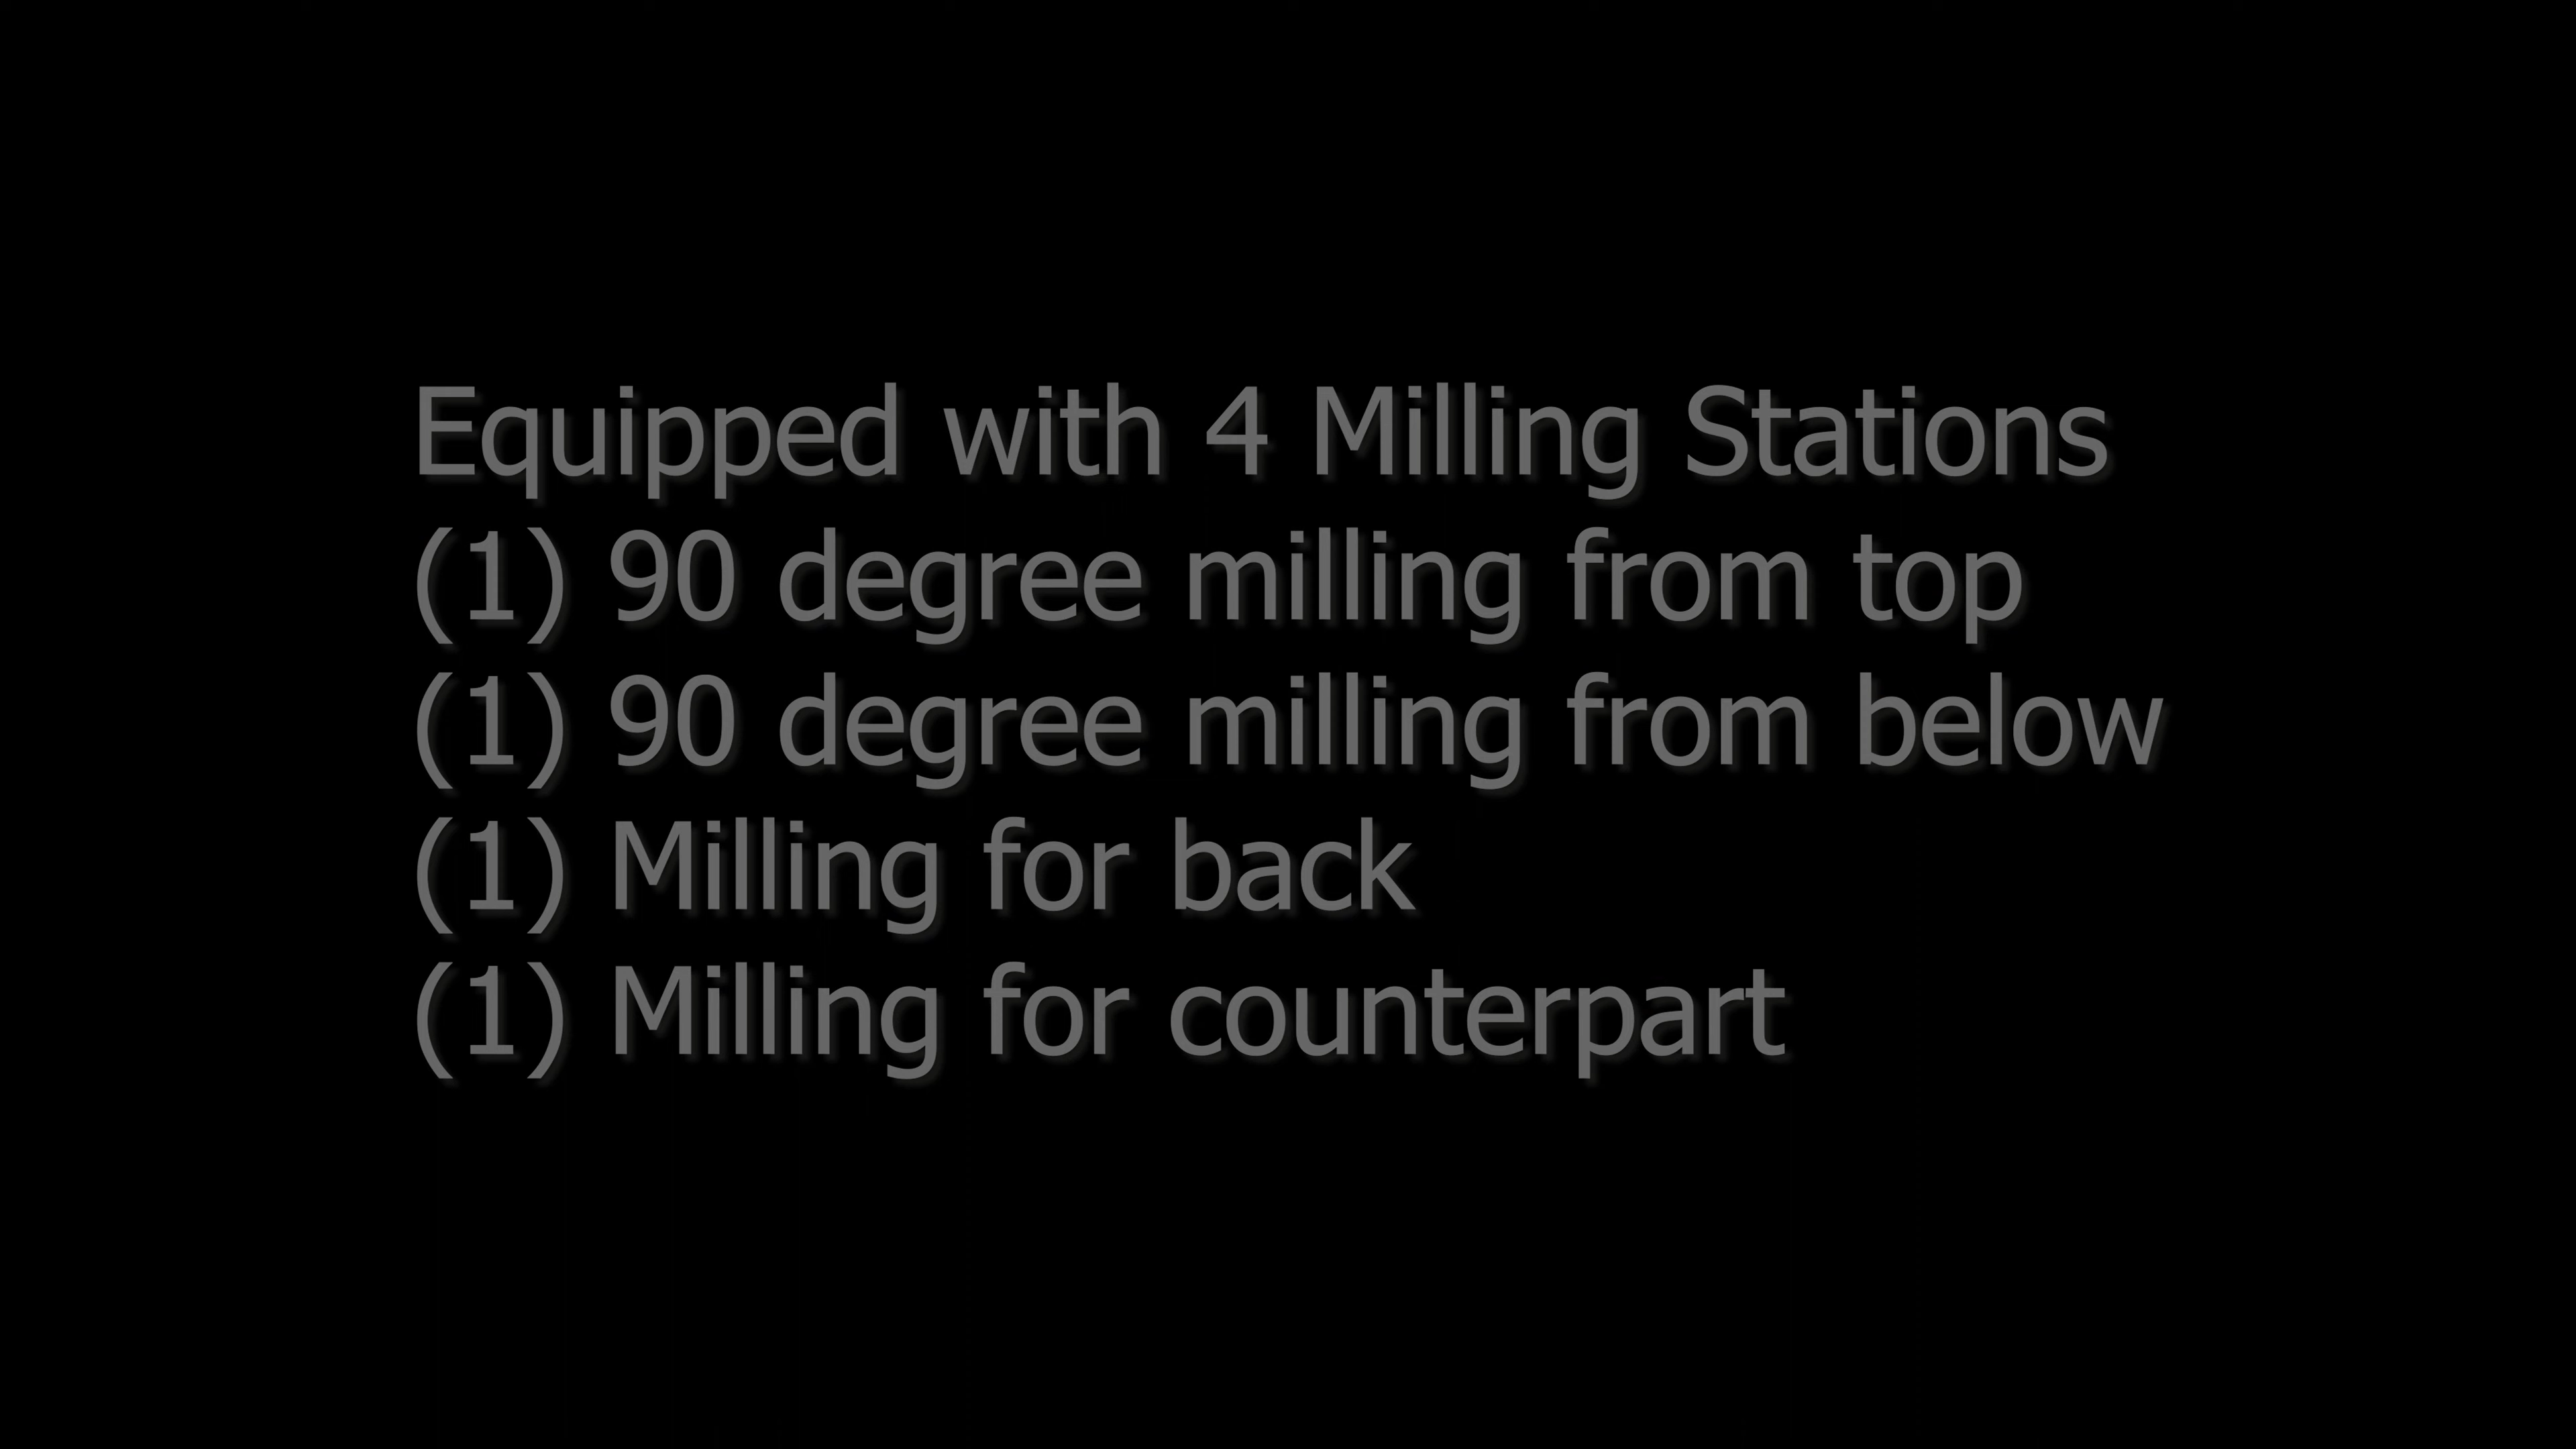 Equipped with 4 Milling Stations
(1) 90 degree milling from top
(1) 90 degree milling from below
(1) Milling for back
(1) Milling for counterpart